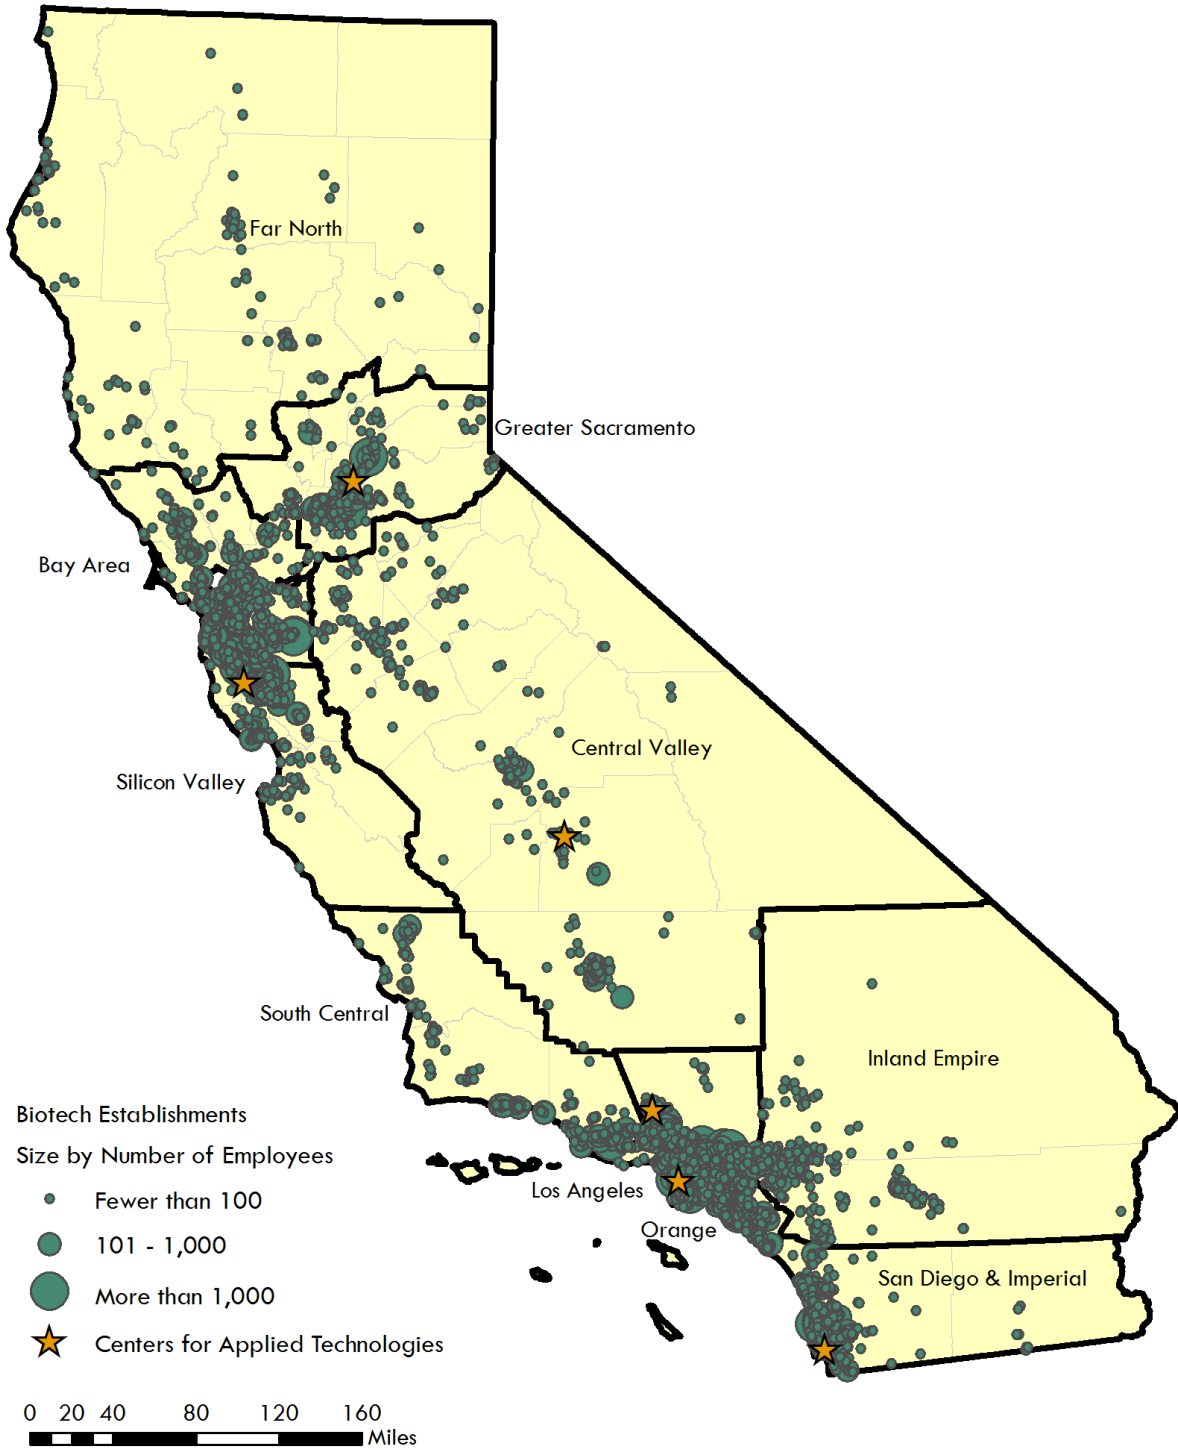 Far North
Greater Sacramento
Bay Area
Central Valley
Silicon Valley
South Central
Inland Empire
Los Angeles
Orange
San Diego & Imperial
Biotech Establishments
Size by Number of Employees
Fewer than 100
101 - 1,000
More than 1,000
Centers for Applied Technologies
0 20 40 80 120 160
Miles